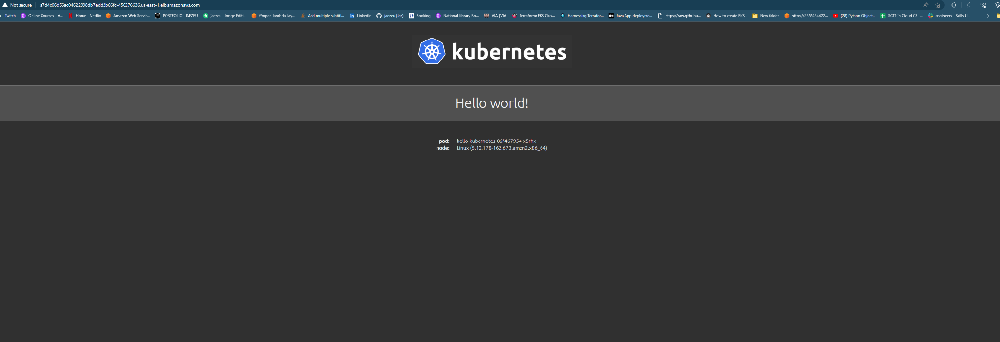 Not secure a7d4c06d56ac04622998db7edd2b66fc-456276636.us-east-1.elb.amazonaws.com
u - Twitch Online Courses - A... Home - Netflix Amazon Web Servic... PORTFOLIO | JAEZEU jaezeu | Image Editi... ffmpeg-lambda-lay... Add multiple subtitl... LinkedIn jaezeu (Jaz) Booking National Library Bo... VIA | VIA Terraform: EKS Clus... Harnessing Terrafor... Java App deployme... https://raw.githubu... How to create EKS... New folder https://2559454422... (28) Python Object... SCTP in Cloud CE -... engineers - Skills U...
kubernetes
Hello world!
pod: hello-kubernetes-86f467954-x5rhx
node: Linux (5.10.178-162.673.amzn2.x86_64)